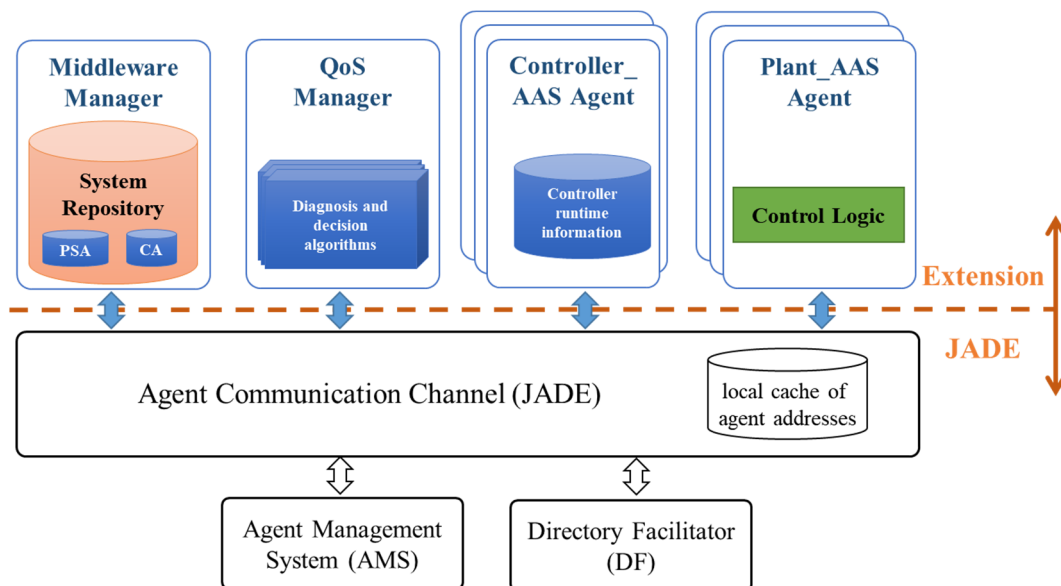 Middleware
Manager
System
Repository
PSA
CA
QoS
Manager
Diagnosis and
decision
algorithms
Controller_
AAS Agent
Controller
runtime
information
Plant_AAS
Agent
Control Logic
Extension
JADE
Agent Communication Channel (JADE)
local cache of
agent addresses
Agent Management
System (AMS)
Directory Facilitator
(DF)